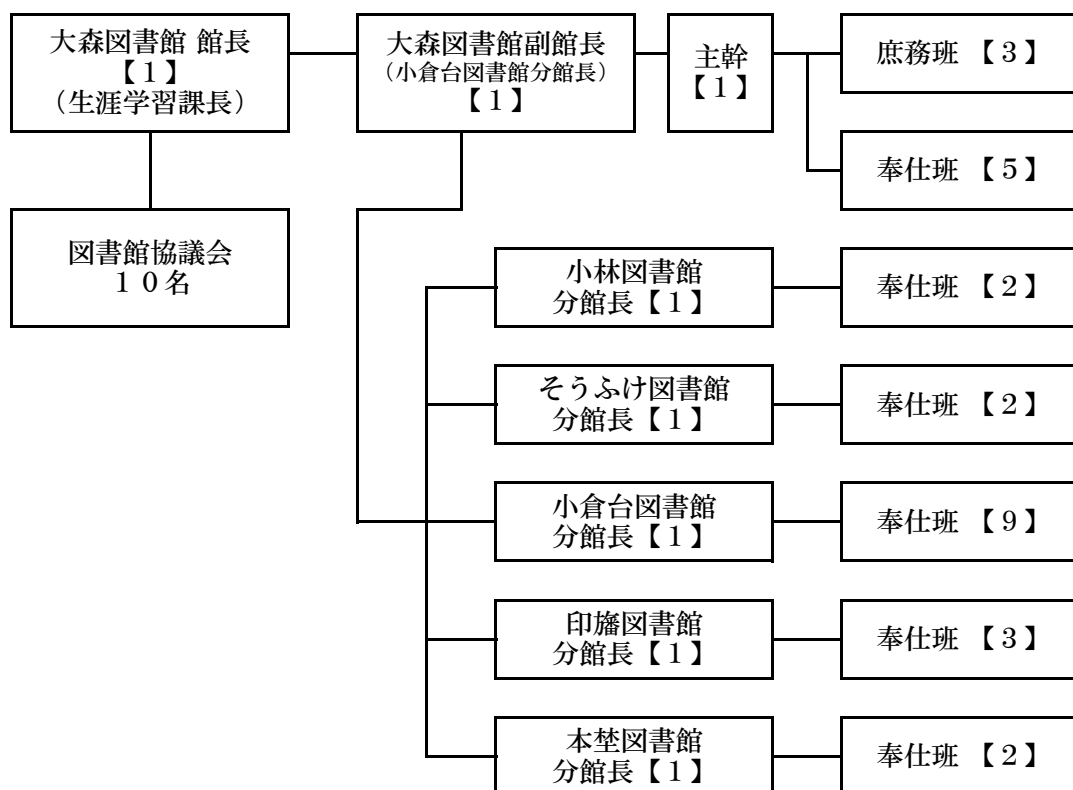 大森図書館 館長
【１】
（生涯学習課長）
大森図書館副館長
（小倉台図書館分館長）
【１】
主幹
【１】
庶務班 【３】
奉仕班 【５】
図書館協議会
１０名
小林図書館
分館長【１】
奉仕班 【２】
そうふけ図書館
分館長【１】
奉仕班 【２】
小倉台図書館
分館長【１】
奉仕班 【９】
印旛図書館
分館長【１】
奉仕班 【３】
本埜図書館
分館長【１】
奉仕班 【２】